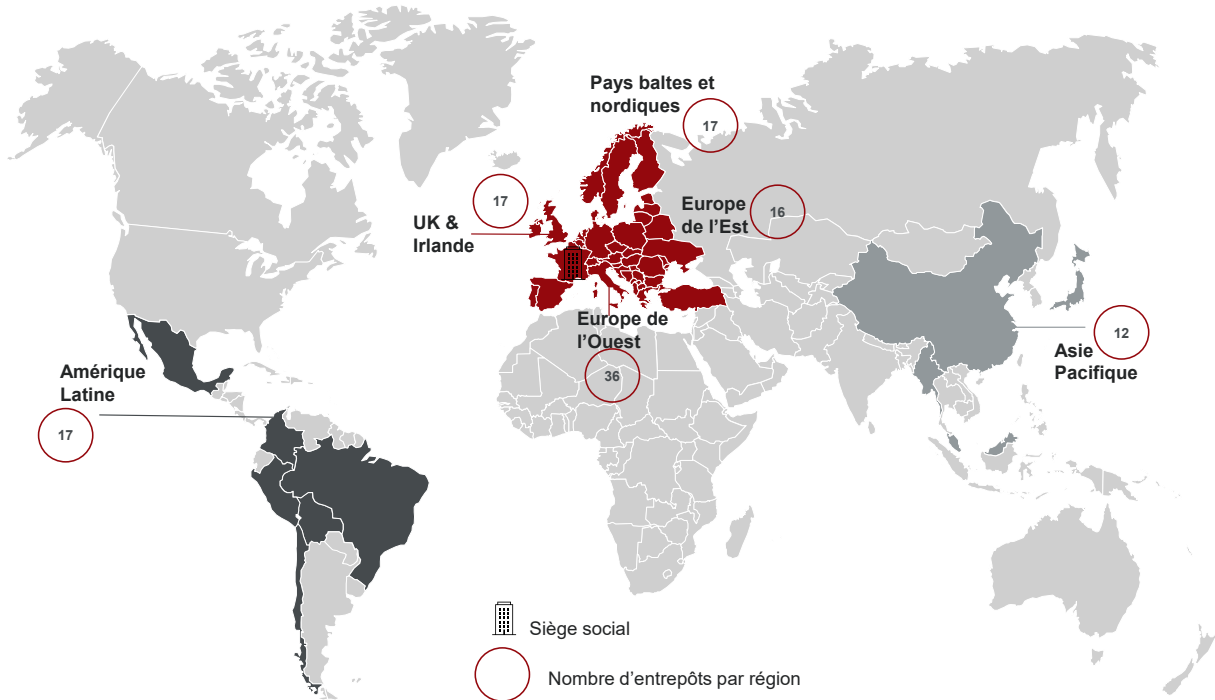 Pays baltes et
nordiques
17
17
UK &
Irlande
Europe
de l’Est
16
Europe de
l’Ouest
36
Asie
Pacifique
12
Amérique
Latine
17
Siège social
Nombre d’entrepôts par région